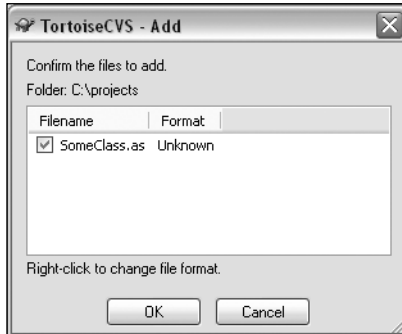 TortoiseCVS - Add
Confirm the files to add.
Folder: C:\projects
Filename Format
SomeClass.as Unknown
Right-click to change file format.
OK Cancel